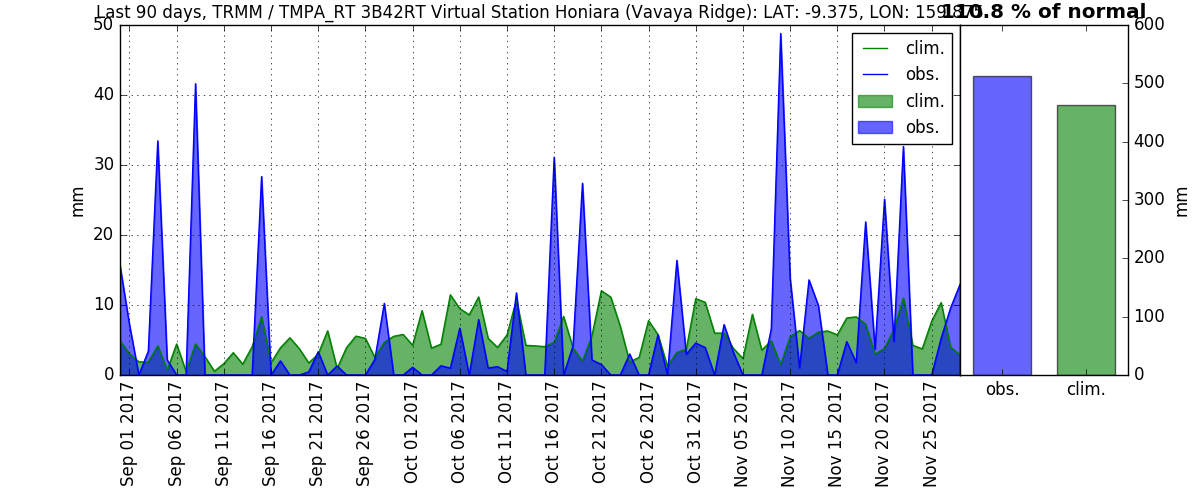 Last 90 days, TRMM / TMPA_RT 3B42RT Virtual Station Honiara (Vavaya Ridge): LAT: -9.375, LON: 159.875
110.8 % of normal
50
40
30
20
10
0
mm
clim.
obs.
clim.
obs.
600
500
400
300
200
100
0
mm
obs.
clim.
Sep 01 2017
Sep 06 2017
Sep 11 2017
Sep 16 2017
Sep 21 2017
Sep 26 2017
Oct 01 2017
Oct 06 2017
Oct 11 2017
Oct 16 2017
Oct 21 2017
Oct 26 2017
Oct 31 2017
Nov 05 2017
Nov 10 2017
Nov 15 2017
Nov 20 2017
Nov 25 2017